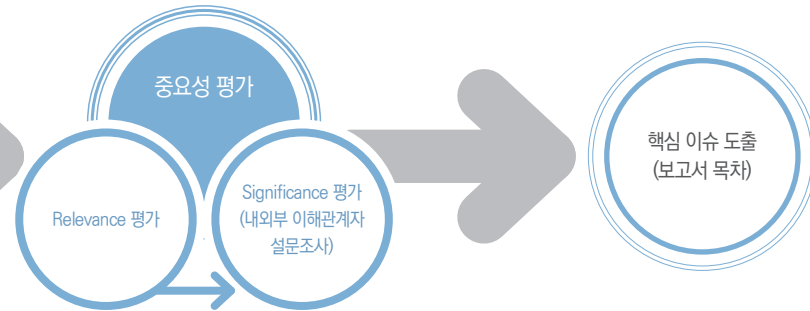 중요성 평가
Relevance 평가
Significance 평가
(내외부 이해관계자
설문조사)
핵심 이슈 도출
(보고서 목차)